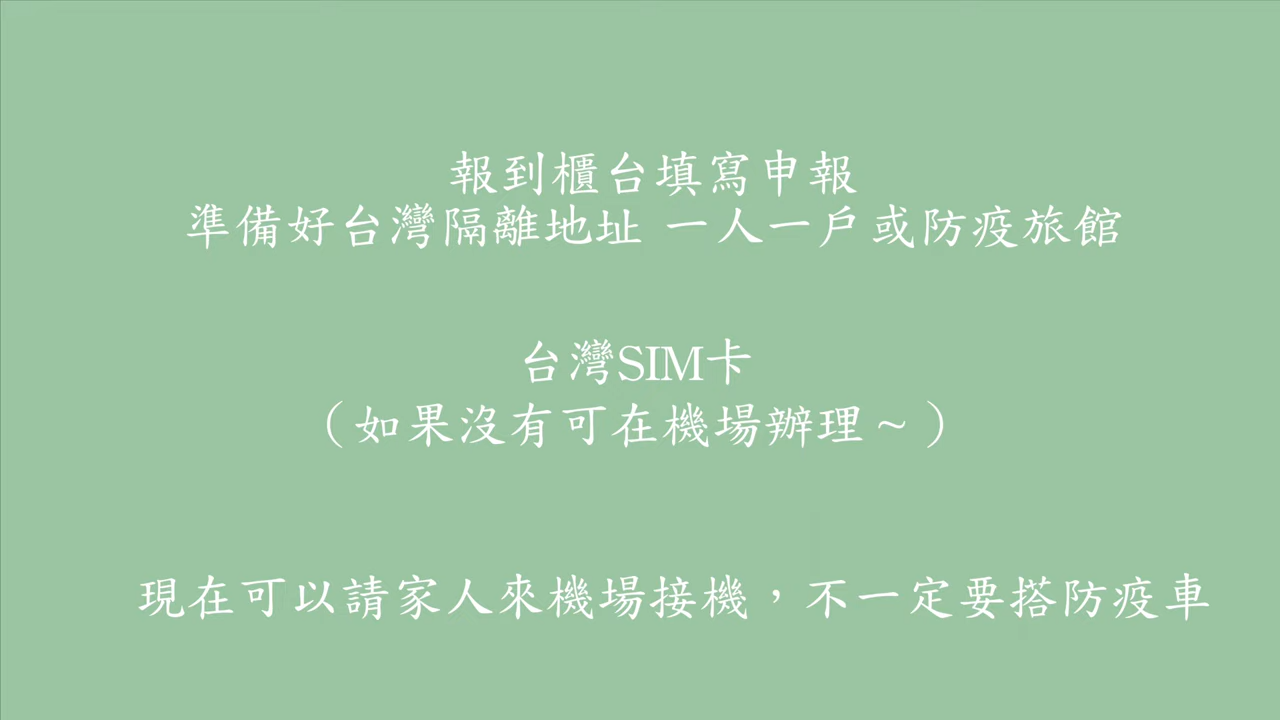 報到櫃台填寫申報
準備好台灣隔離地址 一人一戶或防疫旅館
台灣SIM卡
（如果沒有可在機場辦理～）
現在可以請家人來機場接機，不一定要搭防疫車